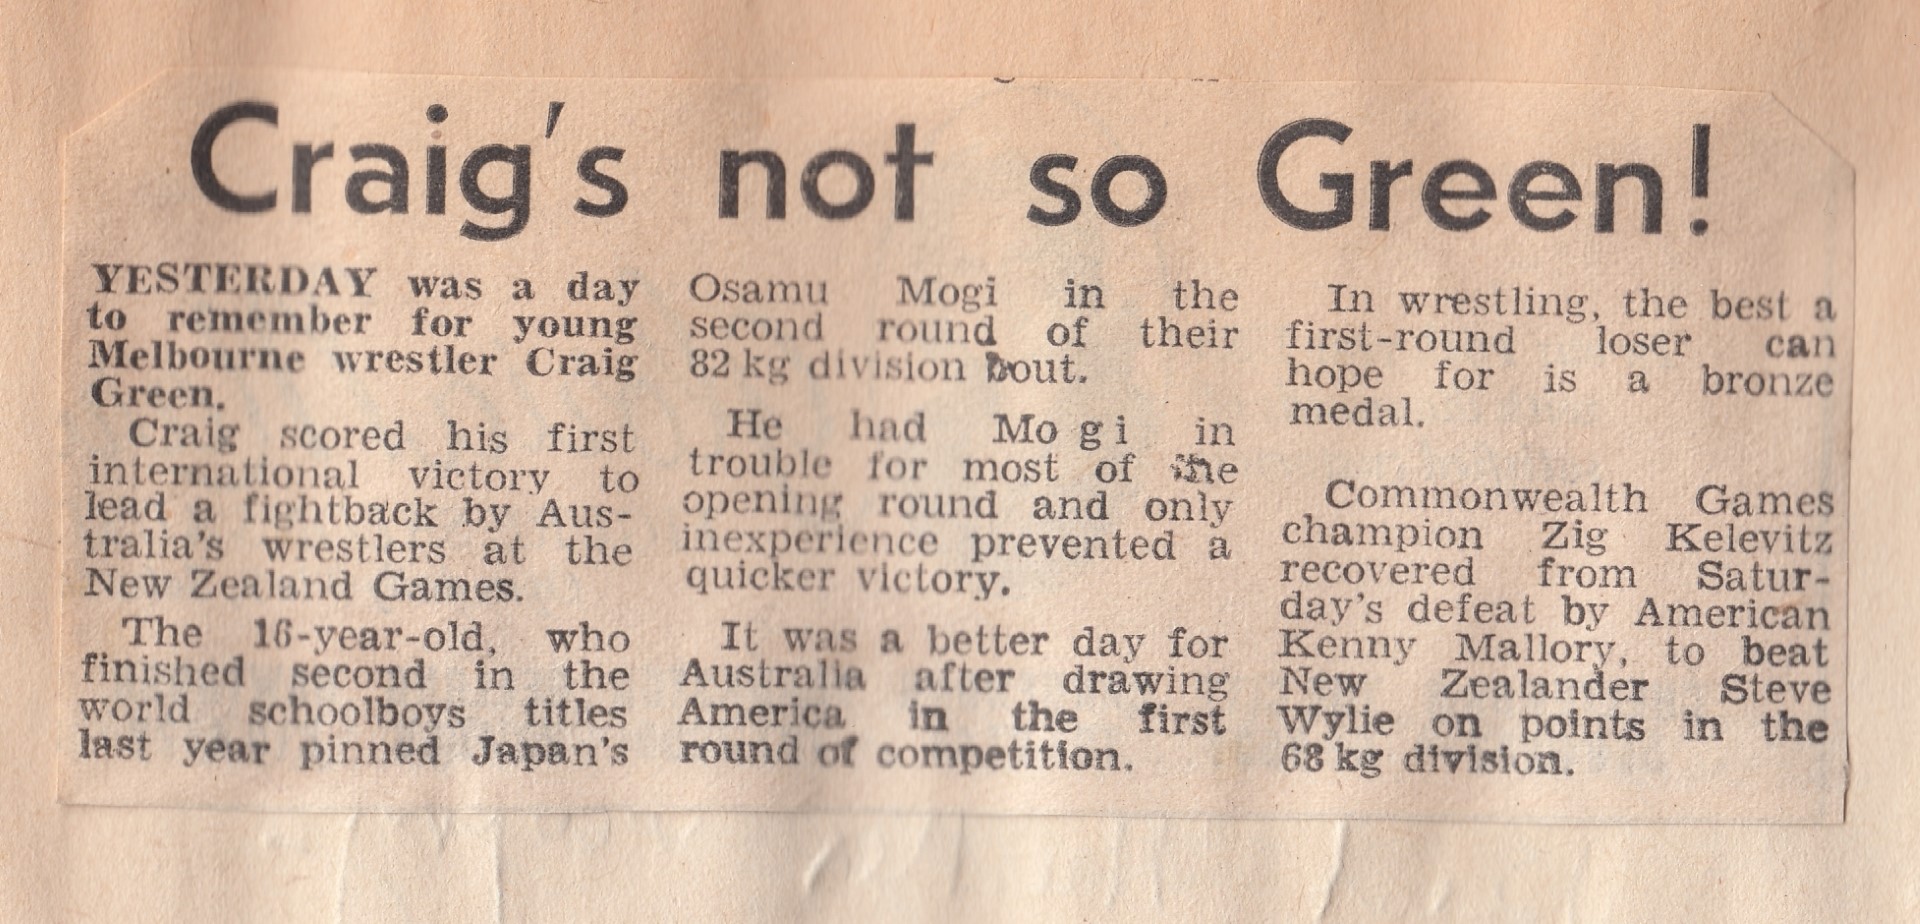 Craig's not so Green!
YESTERDAY was a day
to remember for young
Melbourne wrestler Craig
Green.
Craig scored his first
international victory to
lead a fightback by Aus-
tralia's wrestlers at the
New Zealand Games.
The 16-year-old, who
finished second in the
world schoolboys titles
last year pinned Japan's
Osamu Mogi in the
second round of their
82 kg division bout.
He had Mogi in
trouble for most of the
opening round and only
inexperience prevented a
quicker victory.
It was a better day for
Australia after drawing
America in the first
round of competition.
In wrestling, the best a
first-round loser can
hope for is a bronze
medal.
Commonwealth Games
champion Zig Kelevitz
recovered from Satur-
day's defeat by American
Kenny Mallory, to beat
New Zealander Steve
Wylie on points in the
68 kg division.